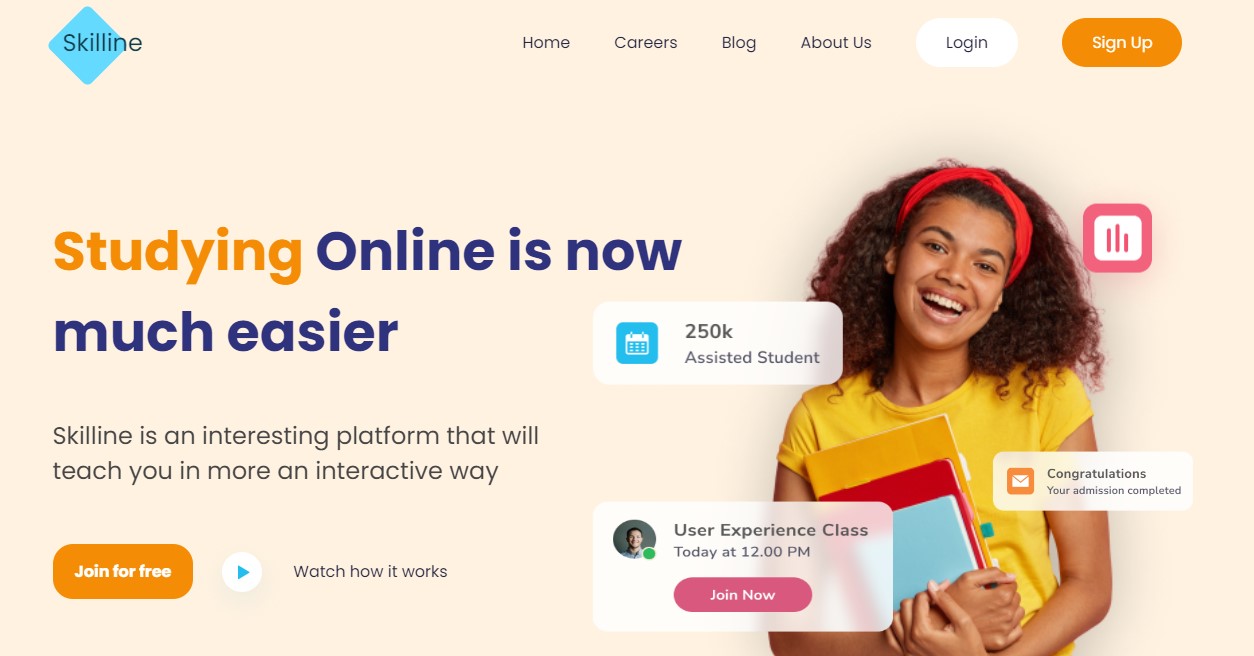 Skilline
Home
Careers
Blog
About Us
Login
Sign Up
Studying Online is now
much easier
250k
Assisted Student
Skilline is an interesting platform that will
teach you in more an interactive way
Congratulations
Your admission completed
User Experience Class
Today at 12.00 PM
Join Now
Join for free
Watch how it works